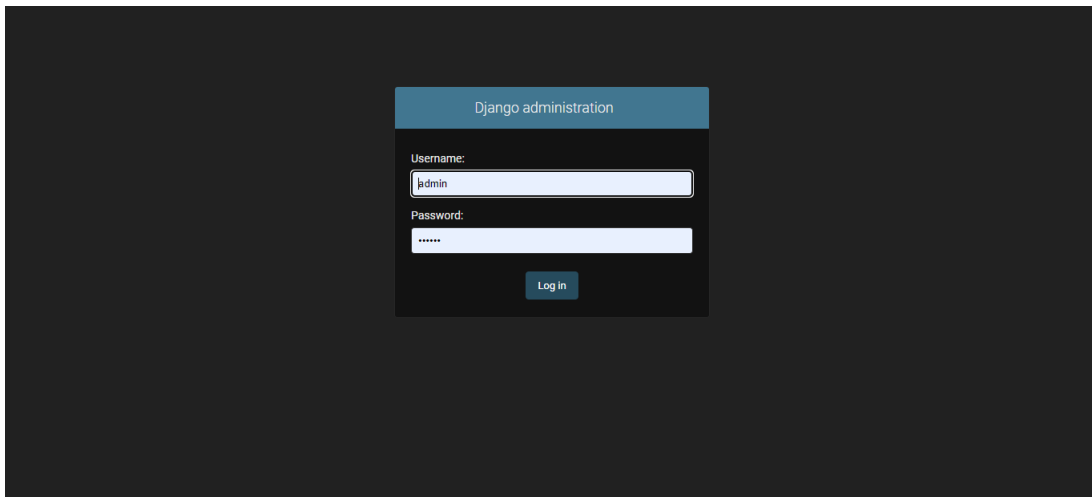 Django administration
Username:
admin
Password:
••••••
Log in